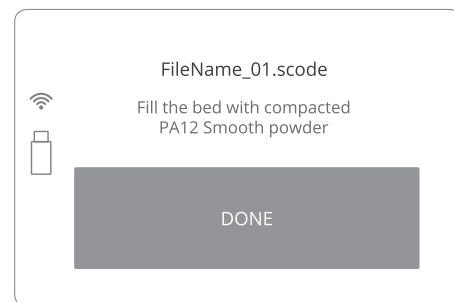 FileName_01.scode
Fill the bed with compacted
PA12 Smooth powder
DONE